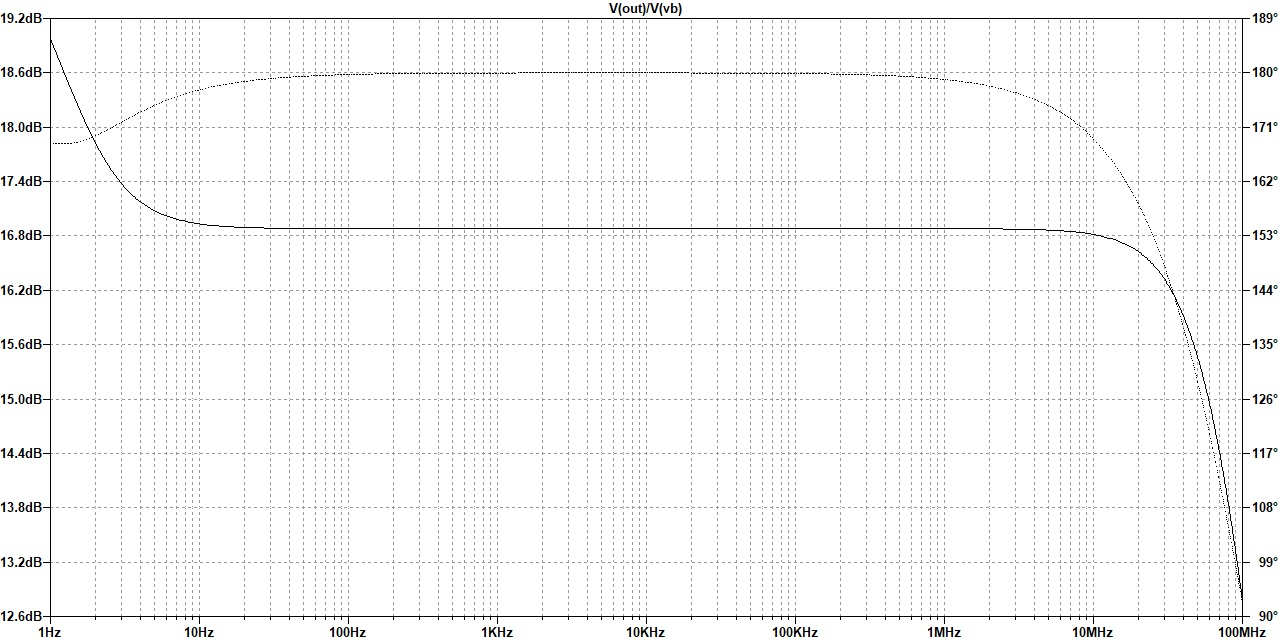 V(out)/V(vb)
19.2dB 189°
18.6dB 180°
18.0dB 171°
17.4dB 162°
16.8dB 153°
16.2dB 144°
15.6dB 135°
15.0dB 126°
14.4dB 117°
13.8dB 108°
13.2dB 99°
12.6dB 90°
1Hz 10Hz 100Hz 1KHz 10KHz 100KHz 1MHz 10MHz 100MHz